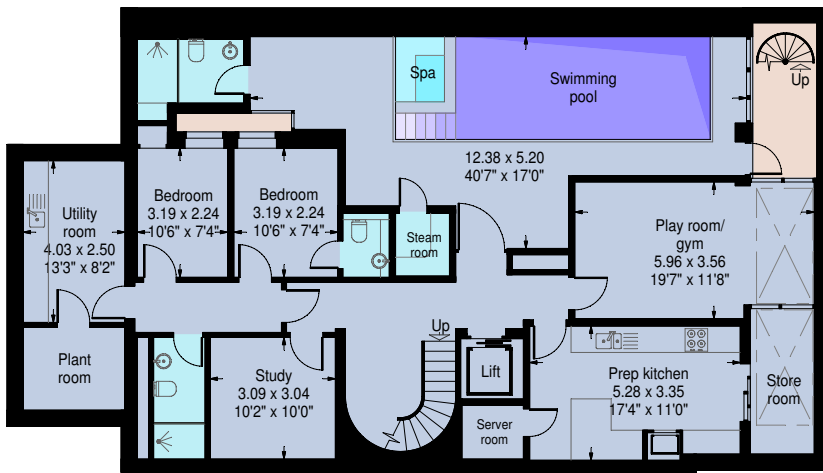 Spa
Swimming
pool
Up
12.38 x 5.20
40'7" x 17'0"
Bedroom
3.19 x 2.24
10'6" x 7'4"
Bedroom
3.19 x 2.24
10'6" x 7'4"
Utility
room
4.03 x 2.50
13'3" x 8'2"
Steam
room
Play room/
gym
5.96 x 3.56
19'7" x 11'8"
Plant
room
Study
3.09 x 3.04
10'2" x 10'0"
Up
Lift
Server
room
Prep kitchen
5.28 x 3.35
17'4" x 11'0"
Store
room